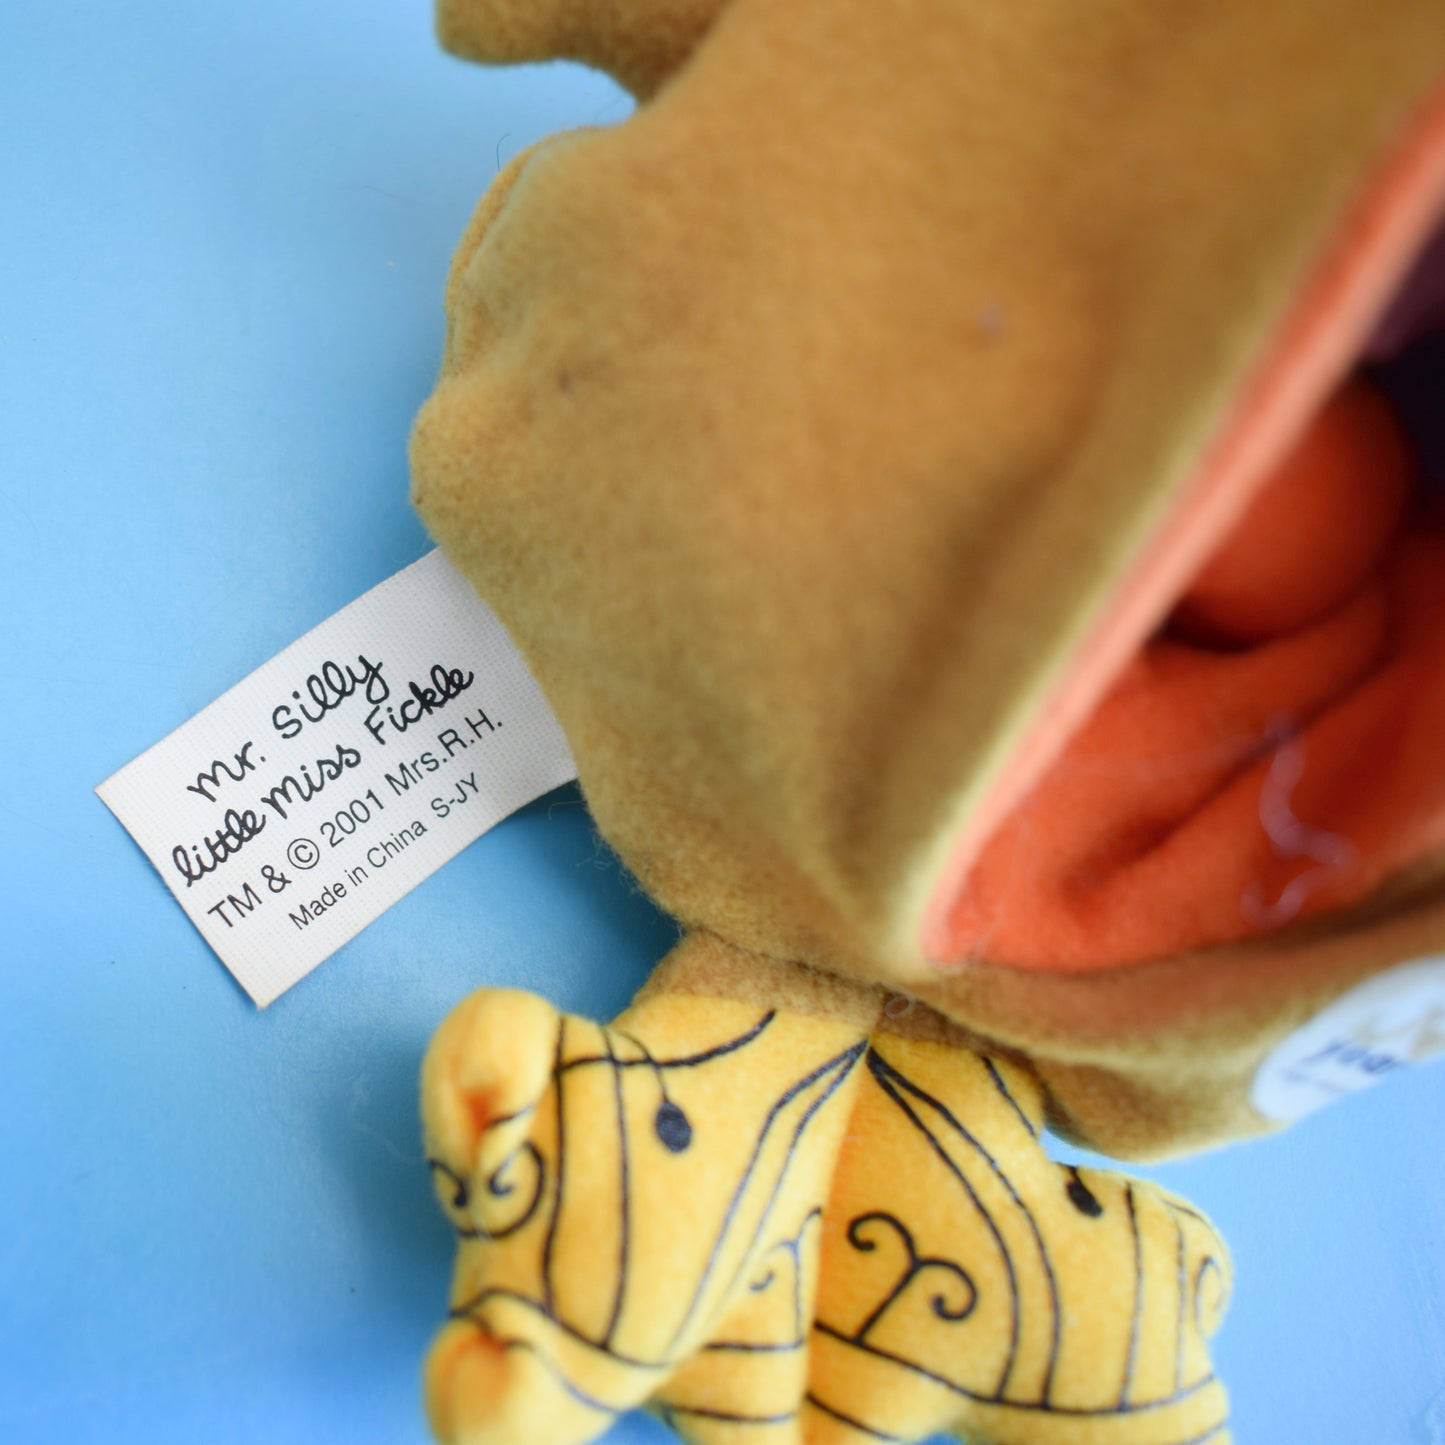 mr. silly
little miss Fickle
TM & © 2001 Mrs.R.H.
Made in China S-JY